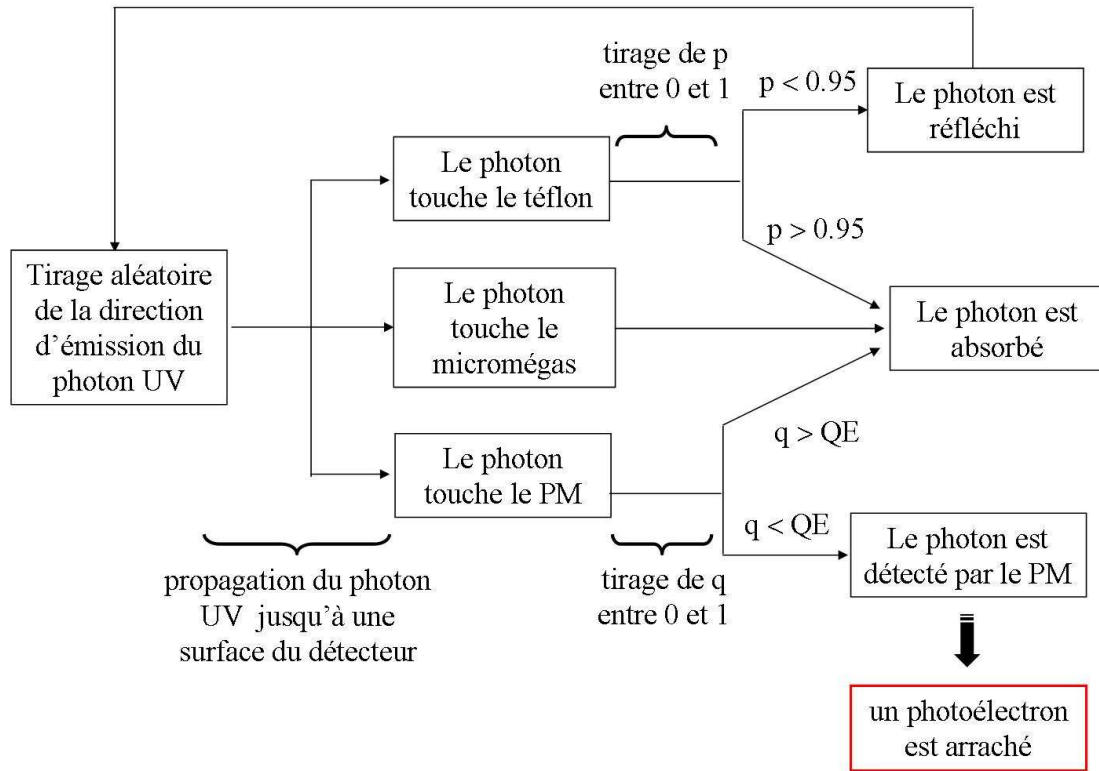 tirage de p
entre 0 et 1
p < 0.95
Le photon est
réfléchi
Le photon
touche le téflon
p > 0.95
Tirage aléatoire
de la direction
d’émission du
photon UV
Le photon
touche le
micromégas
Le photon est
absorbé
q > QE
Le photon
touche le PM
q < QE
Le photon est
détecté par le PM
propagation du photon
UV jusqu’à une
surface du détecteur
tirage de q
entre 0 et 1
un photoélectron
est arraché